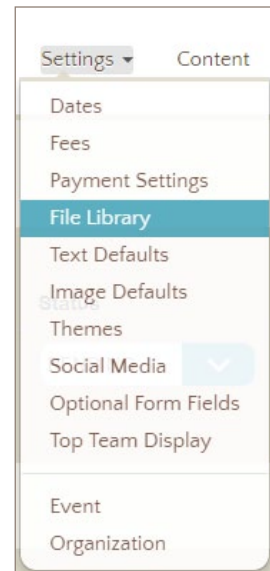 Settings Content
Dates
Fees
Payment Settings
File Library
Text Defaults
Image Defaults
Status
Themes
Social Media
Optional Form Fields
Top Team Display
Event
Organization